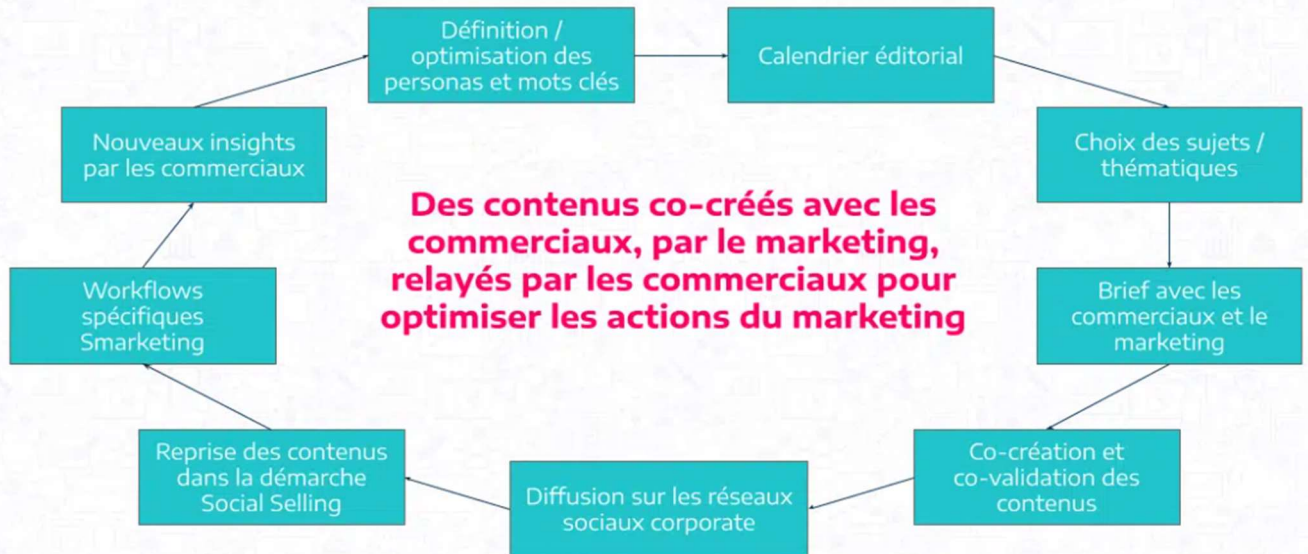 Définition /
optimisation des
personas et mots clés
Calendrier éditorial
Choix des sujets /
thématiques
Brief avec les
commerciaux et le
marketing
Co-création et
co-validation des
contenus
Diffusion sur les réseaux
sociaux corporate
Reprise des contenus
dans la démarche
Social Selling
Workflows
spécifiques
Smarketing
Nouveaux insights
par les commerciaux
Des contenus co-créés avec les
commerciaux, par le marketing,
relayés par les commerciaux pour
optimiser les actions du marketing